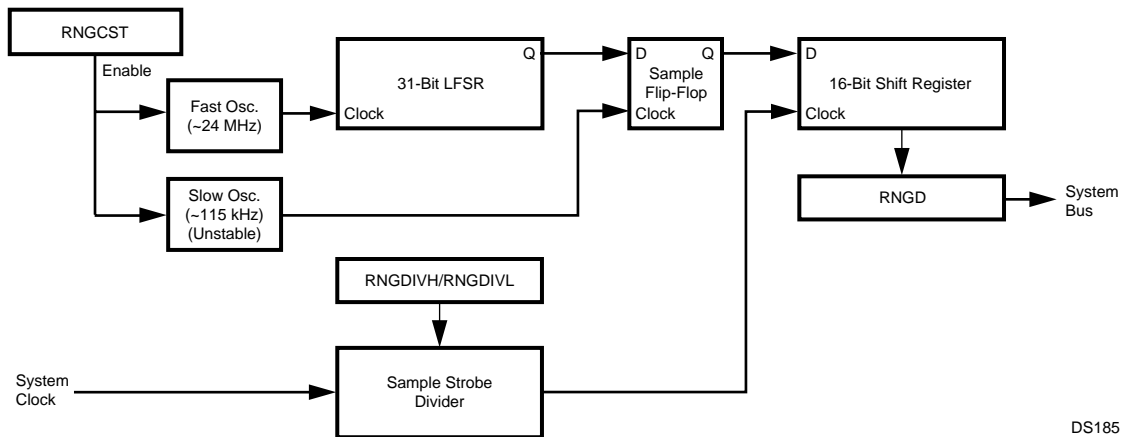 RNGCST
Enable
Fast Osc.
(~24 MHz)
Slow Osc.
(~115 kHz)
(Unstable)
Q
31-Bit LFSR
Clock
D Q
Sample
Flip-Flop
Clock
D
16-Bit Shift Register
Clock
RNGD
System
Bus
RNGDIVH/RNGDIVL
System
Clock
Sample Strobe
Divider
DS185